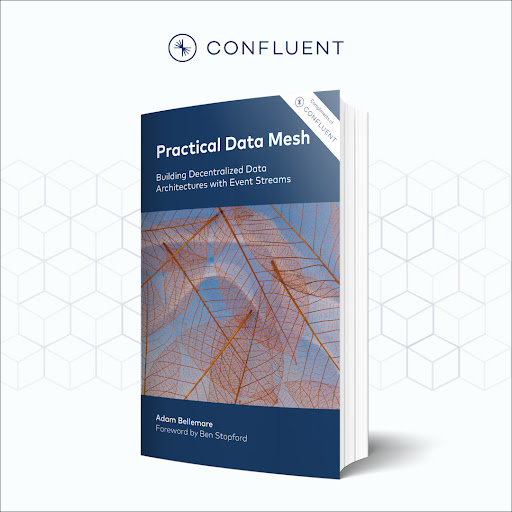 CONFLUENT
Compliments of
CONFLUENT
Practical Data Mesh
Building Decentralized Data
Architectures with Event Streams
Adam Bellemare
Foreword by Ben Stopford